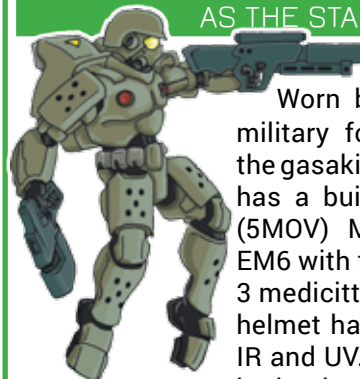 AS THE STA
Worn b
military fo
the gasaki
has a bui
(5MOV) M
EM6 with
3 medicitt
helmet ha
IR and UV